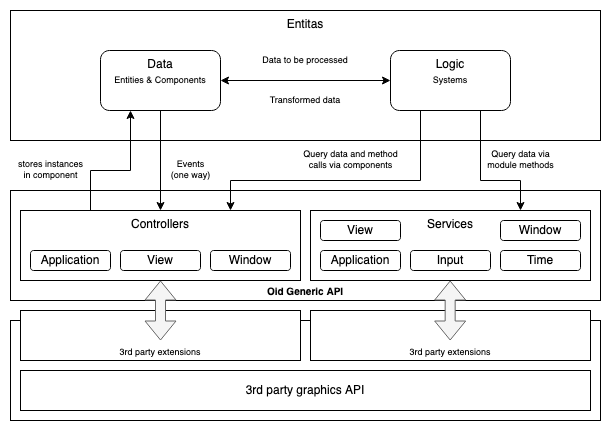 Entitas
Data
Entities & Components
Data to be processed
Transformed data
Logic
Systems
stores instances
in component
Events
(one way)
Query data and method
calls via components
Query data via
module methods
Controllers
Application
View
Window
Services
View
Window
Application
Input
Time
Oid Generic API
3rd party extensions
3rd party extensions
3rd party graphics API